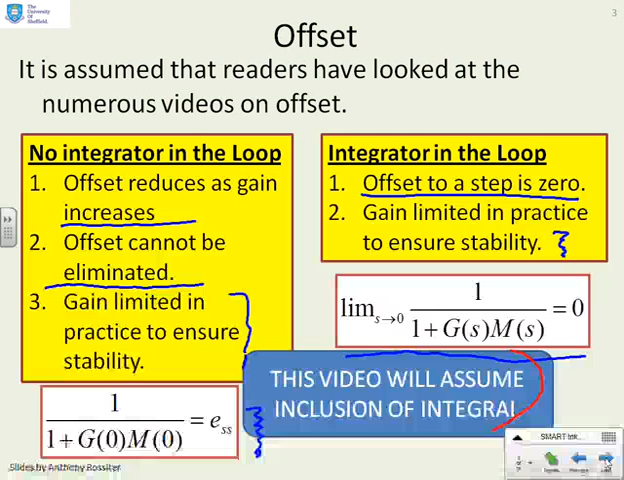 The
University
Of
Sheffield.
3
Offset
It is assumed that readers have looked at the
numerous videos on offset.
No integrator in the Loop
1. Offset reduces as gain
increases
2. Offset cannot be
eliminated.
3. Gain limited in
practice to ensure
stability.
1 / (1 + G(0)M(0)) = e_ss
Integrator in the Loop
1. Offset to a step is zero.
2. Gain limited in practice
to ensure stability.
lim_{s→0} 1 / (1 + G(s)M(s)) = 0
THIS VIDEO WILL ASSUME
INCLUSION OF INTEGRAL
SMART Ink...
Slides by Anthony Rossiter